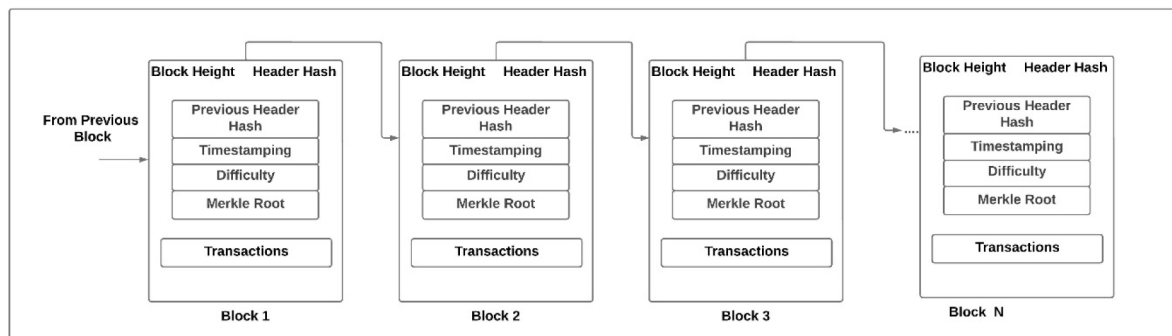 From Previous
Block
Block Height Header Hash
Previous Header
Hash
Timestamping
Difficulty
Merkle Root
Transactions
Block 1
Block Height Header Hash
Previous Header
Hash
Timestamping
Difficulty
Merkle Root
Transactions
Block 2
Block Height Header Hash
Previous Header
Hash
Timestamping
Difficulty
Merkle Root
Transactions
Block 3
.....
Block Height Header Hash
Previous Header
Hash
Timestamping
Difficulty
Merkle Root
Transactions
Block N